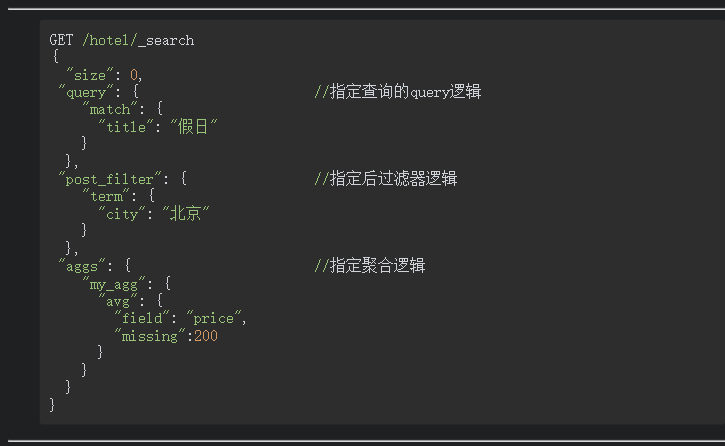 GET /hotel/_search
{
  "size": 0,
 "query": {                      //指定查询的query逻辑
    "match": {
      "title": "假日"
    }
  },
 "post_filter": {                //指定后过滤器逻辑
    "term": {
      "city": "北京"
    }
  },
 "aggs": {                       //指定聚合逻辑
    "my_agg": {
      "avg": {
        "field": "price",
        "missing":200
      }
    }
  }
}